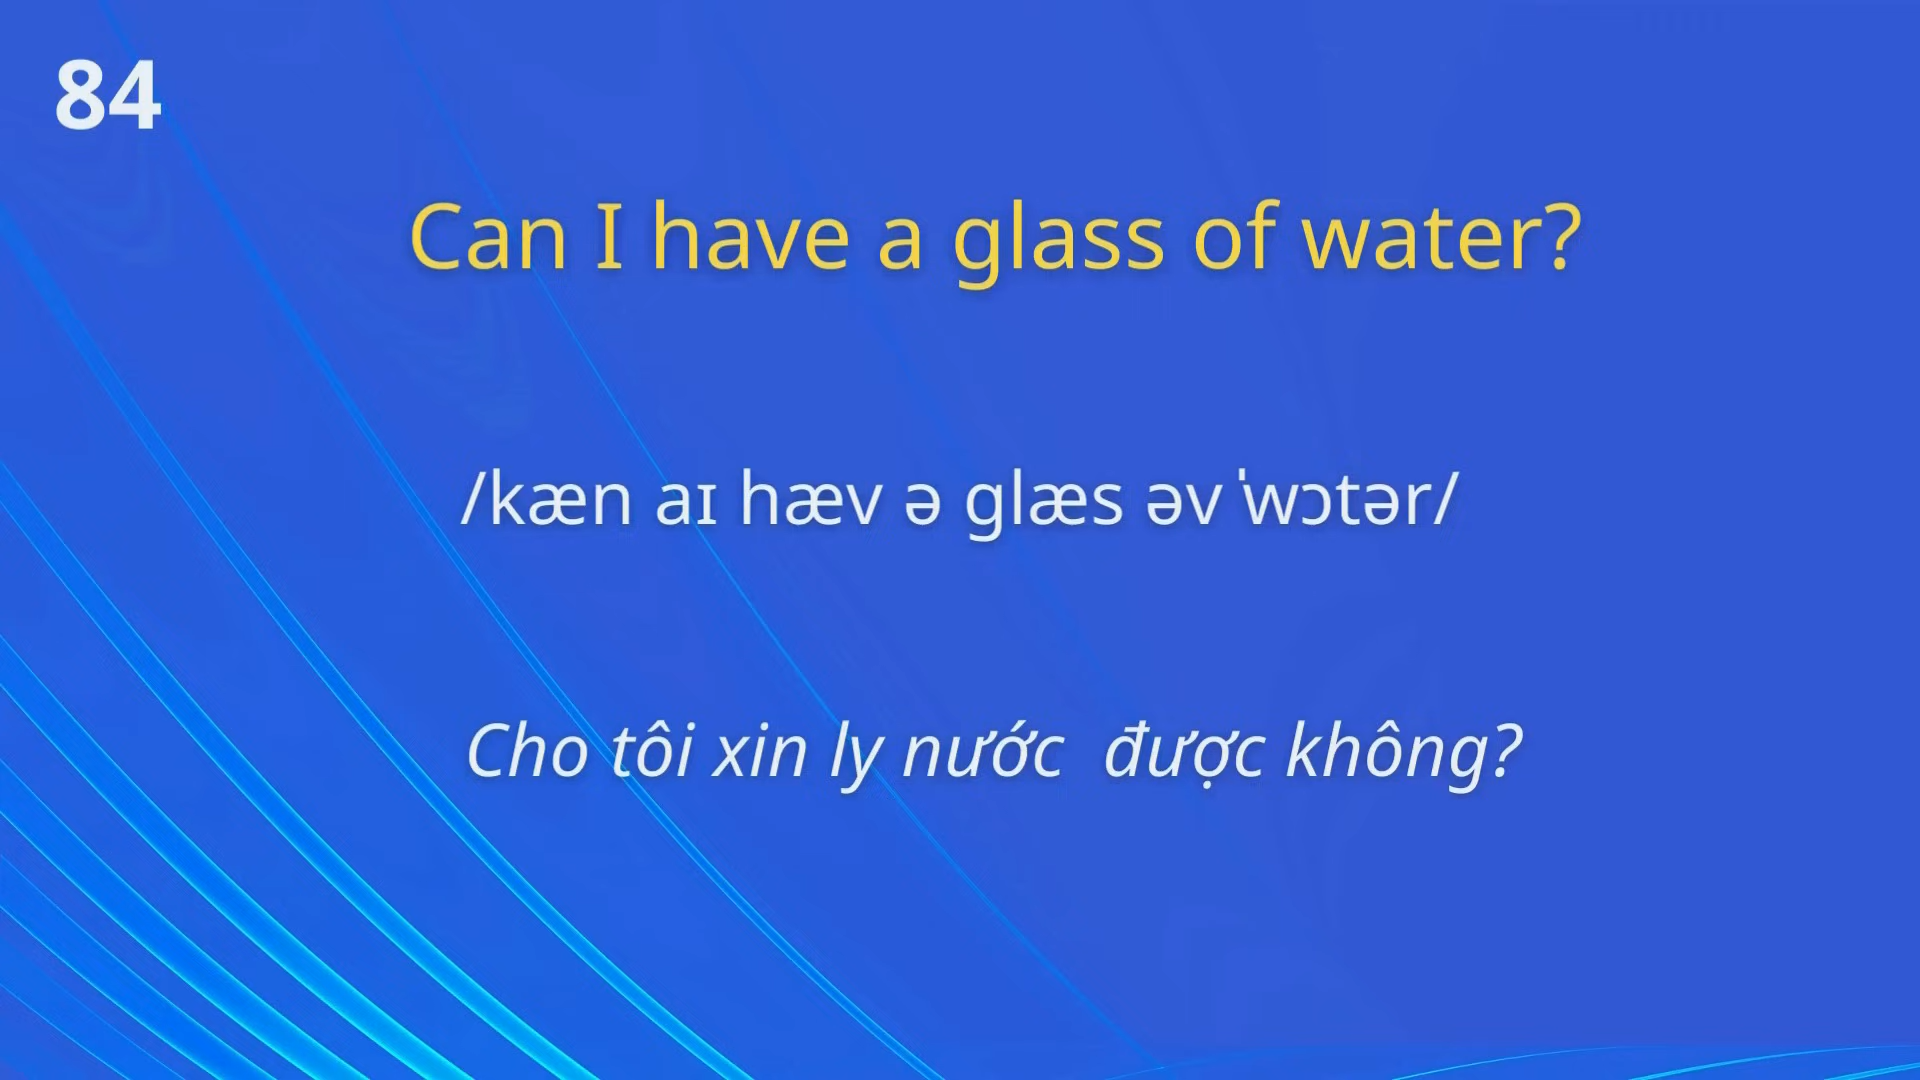 84
Can I have a glass of water?
/kæn aɪ hæv ə glæs əv ˈwɔtər/
Cho tôi xin ly nước  được không?